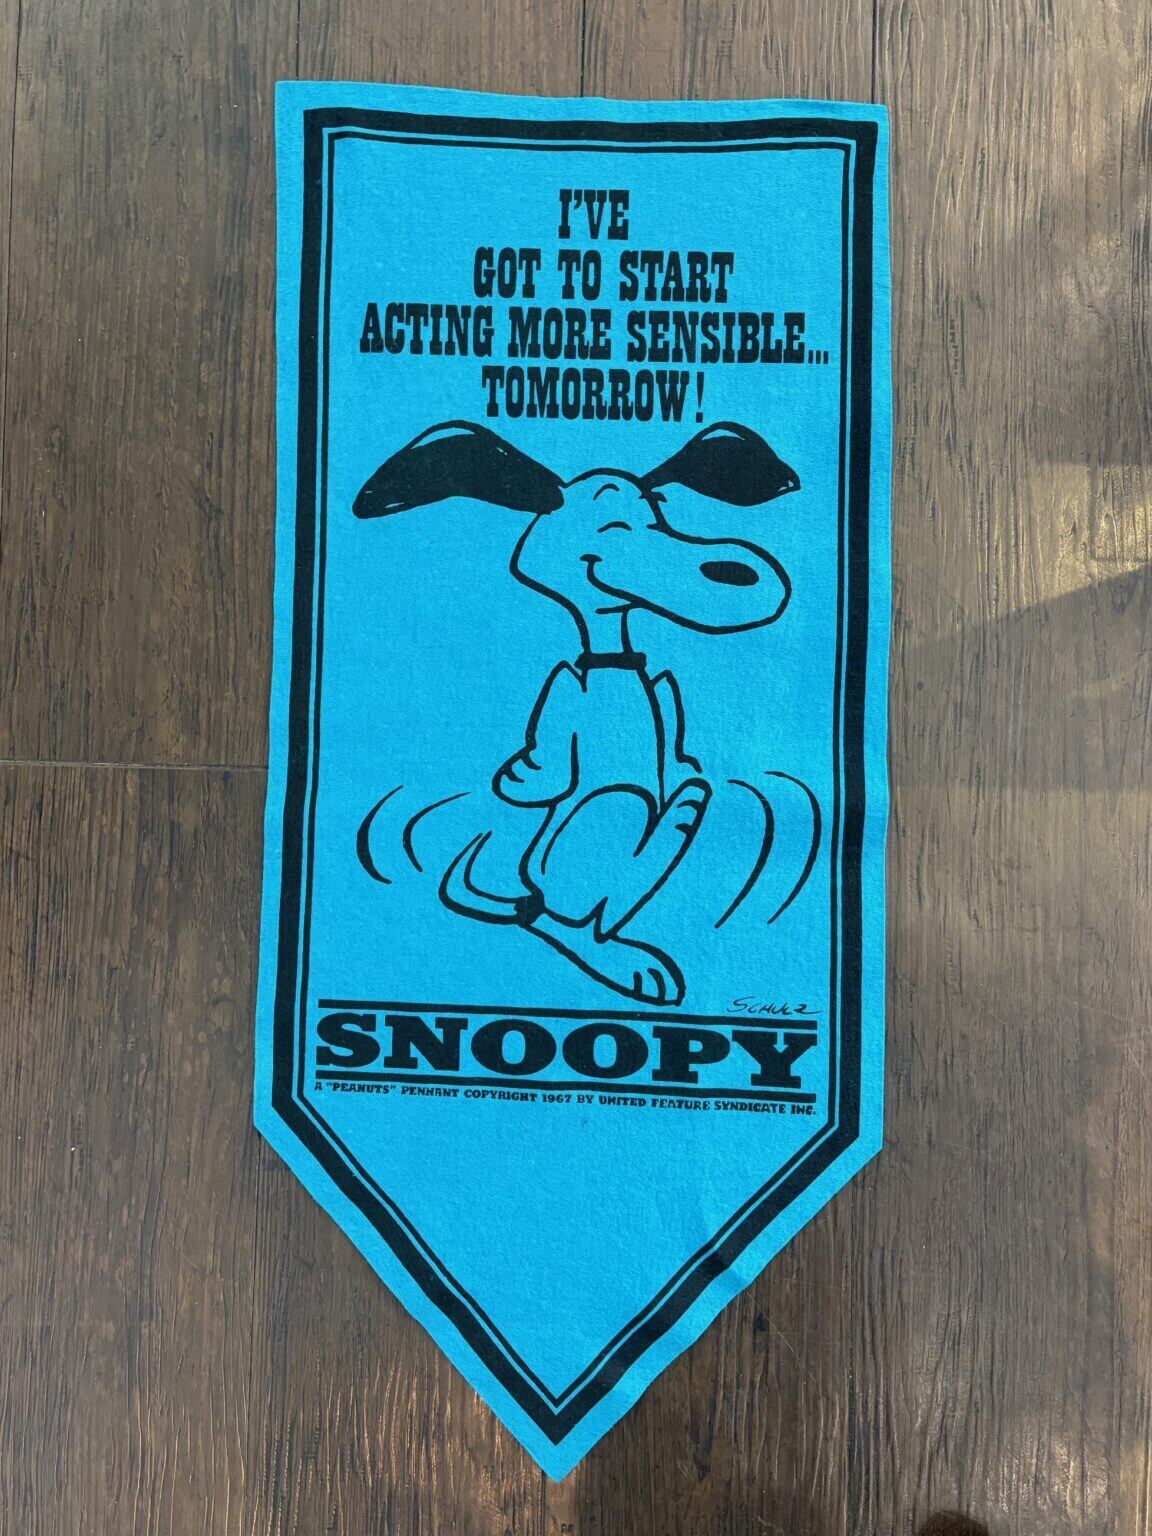 I'VE
GOT TO START
ACTING MORE SENSIBLE...
TOMORROW!
SCHULZ
SNOOPY
A "PEANUTS" PENNANT COPYRIGHT 1967 BY UNITED FEATURE SYNDICATE INC.